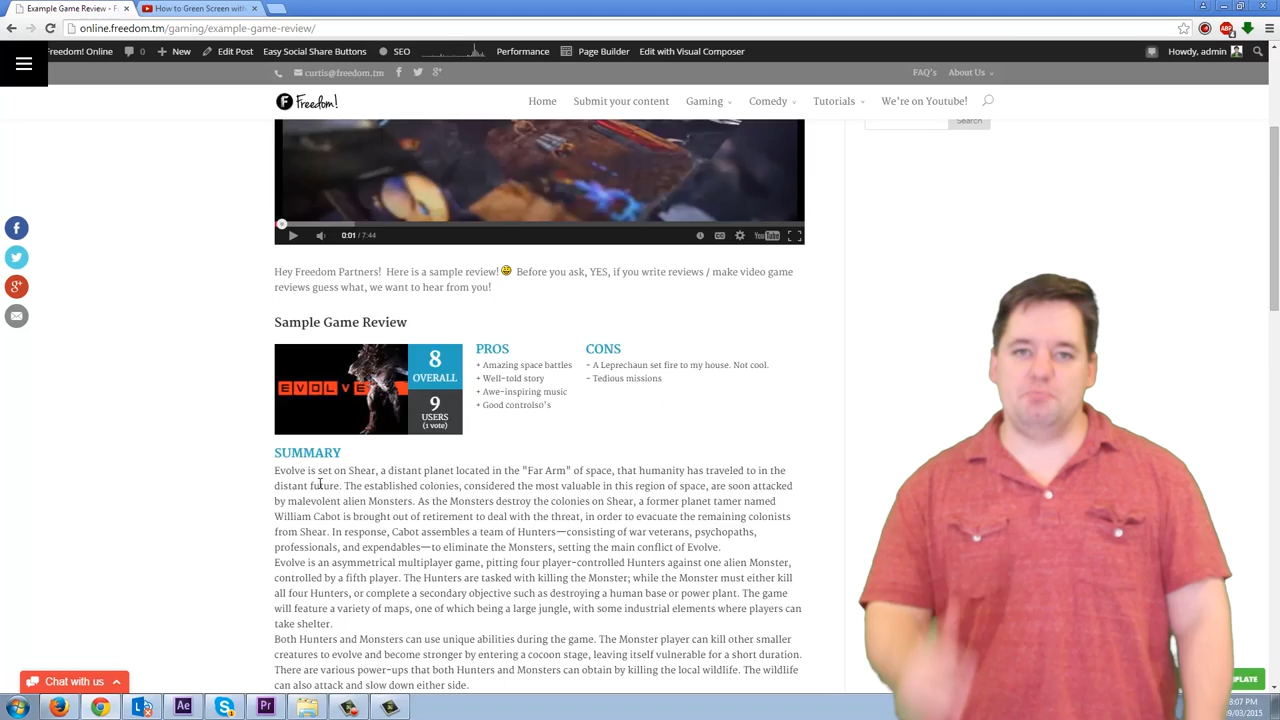 Example Game Review - F
How to Green Screen with
online.freedom.tm/gaming/example-game-review/
Freedom! Online 0 + New Edit Post Easy Social Share Buttons SEO Performance Page Builder Edit with Visual Composer Howdy, admin
curtis@freedom.tm FAQ's About Us
Freedom! Home Submit your content Gaming Comedy Tutorials We're on Youtube!
Search
0:01 / 7:44
CC
YouTube
Hey Freedom Partners! Here is a sample review! Before you ask, YES, if you write reviews / make video game
reviews guess what, we want to hear from you!
Sample Game Review
EVOLVE
8
OVERALL
9
USERS
(1 vote)
PROS
+ Amazing space battles
+ Well-told story
+ Awe-inspiring music
+ Good controls0's
CONS
- A Leprechaun set fire to my house. Not cool.
- Tedious missions
SUMMARY
Evolve is set on Shear, a distant planet located in the "Far Arm" of space, that humanity has traveled to in the
distant future. The established colonies, considered the most valuable in this region of space, are soon attacked
by malevolent alien Monsters. As the Monsters destroy the colonies on Shear, a former planet tamer named
William Cabot is brought out of retirement to deal with the threat, in order to evacuate the remaining colonists
from Shear. In response, Cabot assembles a team of Hunters—consisting of war veterans, psychopaths,
professionals, and expendables—to eliminate the Monsters, setting the main conflict of Evolve.
Evolve is an asymmetrical multiplayer game, pitting four player-controlled Hunters against one alien Monster,
controlled by a fifth player. The Hunters are tasked with killing the Monster; while the Monster must either kill
all four Hunters, or complete a secondary objective such as destroying a human base or power plant. The game
will feature a variety of maps, one of which being a large jungle, with some industrial elements where players can
take shelter.
Both Hunters and Monsters can use unique abilities during the game. The Monster player can kill other smaller
creatures to evolve and become stronger by entering a cocoon stage, leaving itself vulnerable for a short duration.
There are various power-ups that both Hunters and Monsters can obtain by killing the local wildlife. The wildlife
can also attack and slow down either side.
Chat with us
PLATE
8:07 PM
9/03/2015